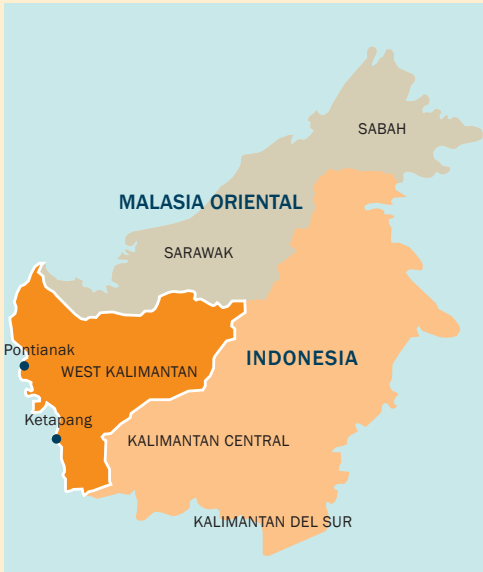 SABAH
MALASIA ORIENTAL
SARAWAK
Pontianak
INDONESIA
WEST KALIMANTAN
Ketapang
KALIMANTAN CENTRAL
KALIMANTAN DEL SUR